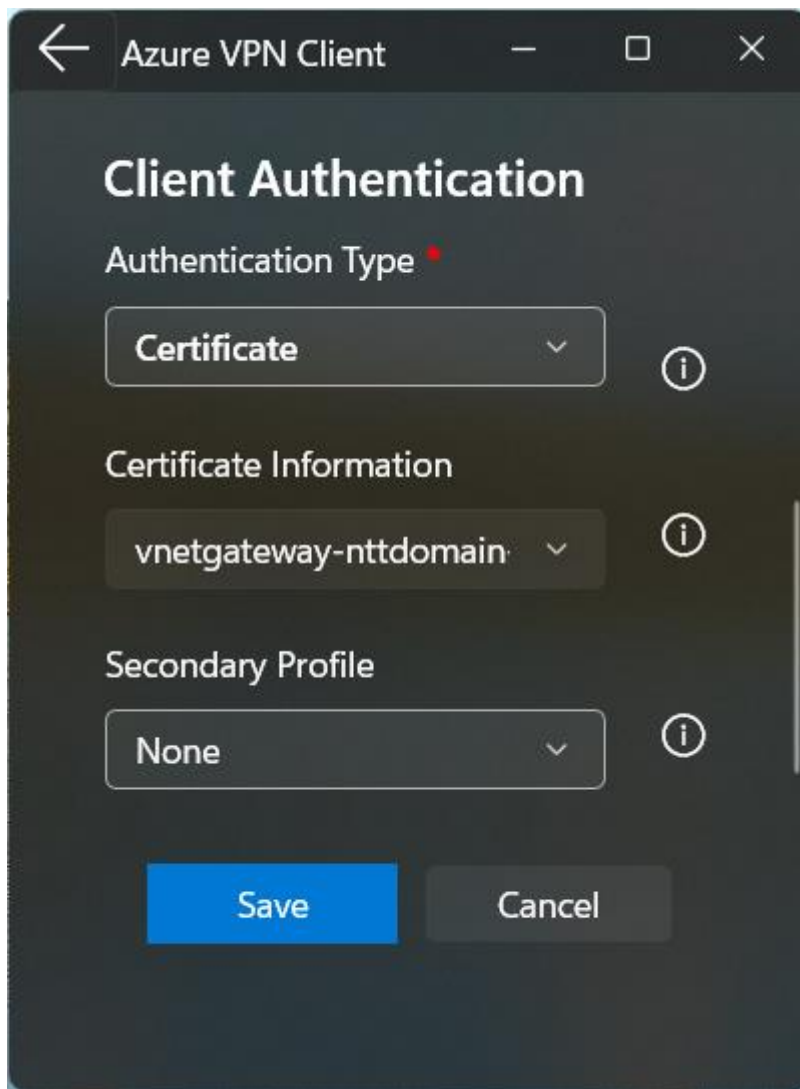 Azure VPN Client
Client Authentication
Authentication Type
Certificate
Certificate Information
vnetgateway-nttdomain-
Secondary Profile
None
Save
Cancel